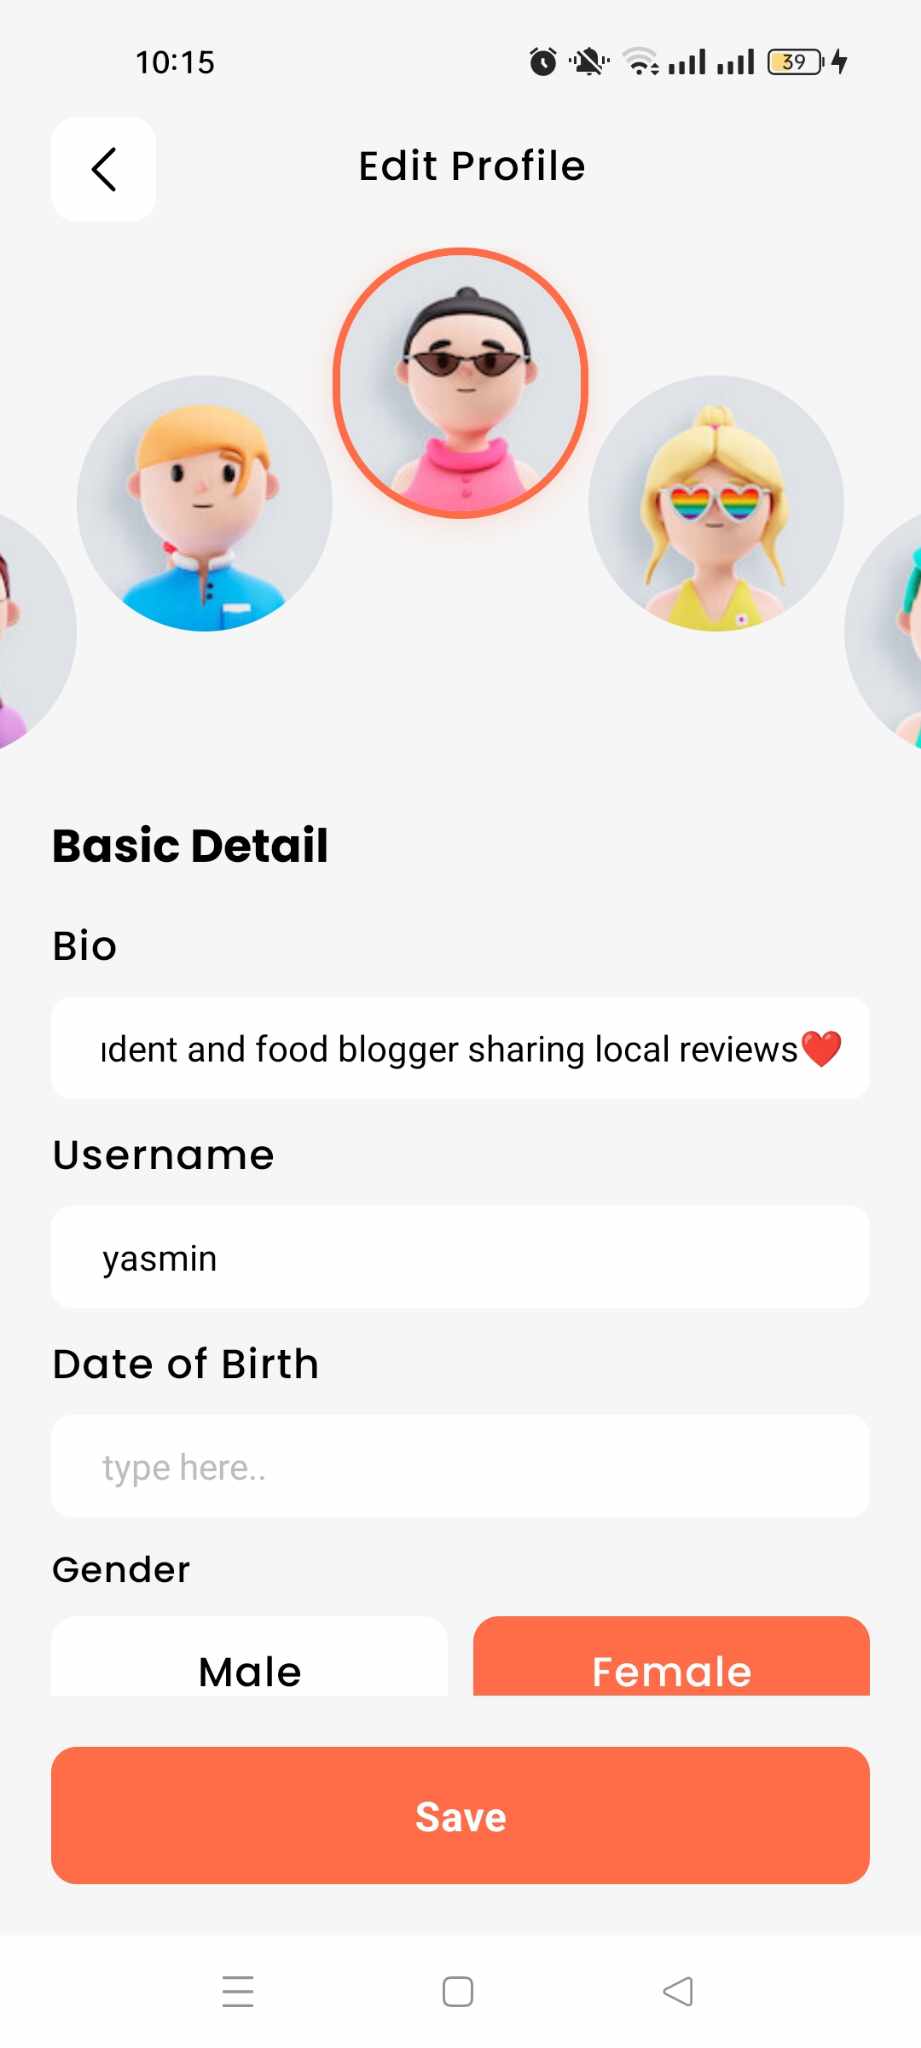 10:15
39
Edit Profile
Basic Detail
Bio
dent and food blogger sharing local reviews❤️
Username
yasmin
Date of Birth
type here..
Gender
Male Female
Save